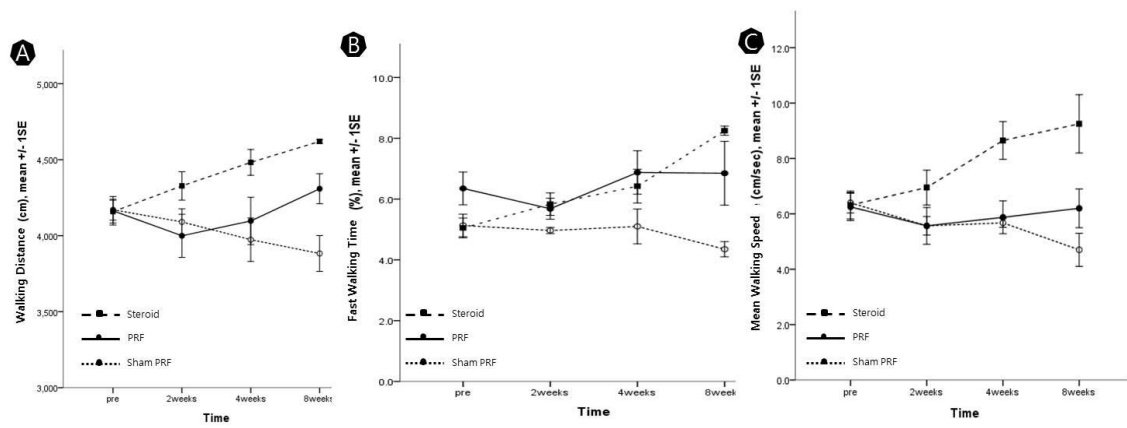 A
Walking Distance (cm), mean +/- 1SE
5,000
4,500
4,000
3,500
3,000
Steroid
PRF
Sham PRF
pre
2weeks
4weeks
8weeks
Time
B
Fast Walking Time (%), mean +/- 1SE
10.0
8.0
6.0
4.0
2.0
0.0
Steroid
PRF
Sham PRF
pre
2weeks
4weeks
8week
Time
C
Mean Walking Speed (cm/sec), mean +/- 1SE
12.0
10.0
8.0
6.0
4.0
2.0
0.0
Steroid
PRF
Sham PRF
pre
2weeks
4weeks
8weeks
Time